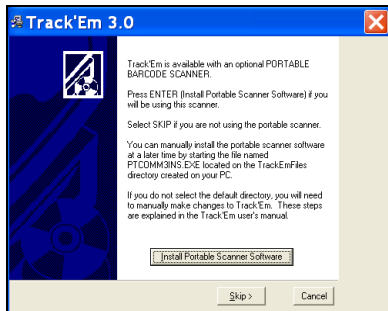 Track'Em 3.0
Track'Em is available with an optional PORTABLE
BARCODE SCANNER.
Press ENTER (Install Portable Scanner Software) if you
will be using this scanner.
Select SKIP if you are not using the portable scanner.
You can manually install the portable scanner software
at a later time by starting the file named
PTCOMM3INS.EXE located on the TrackEmFiles
directory created on your PC.
If you do not select the default directory, you will need
to manually make changes to Track'Em. These steps
are explained in the Track'Em user's manual.
Install Portable Scanner Software
Skip >
Cancel